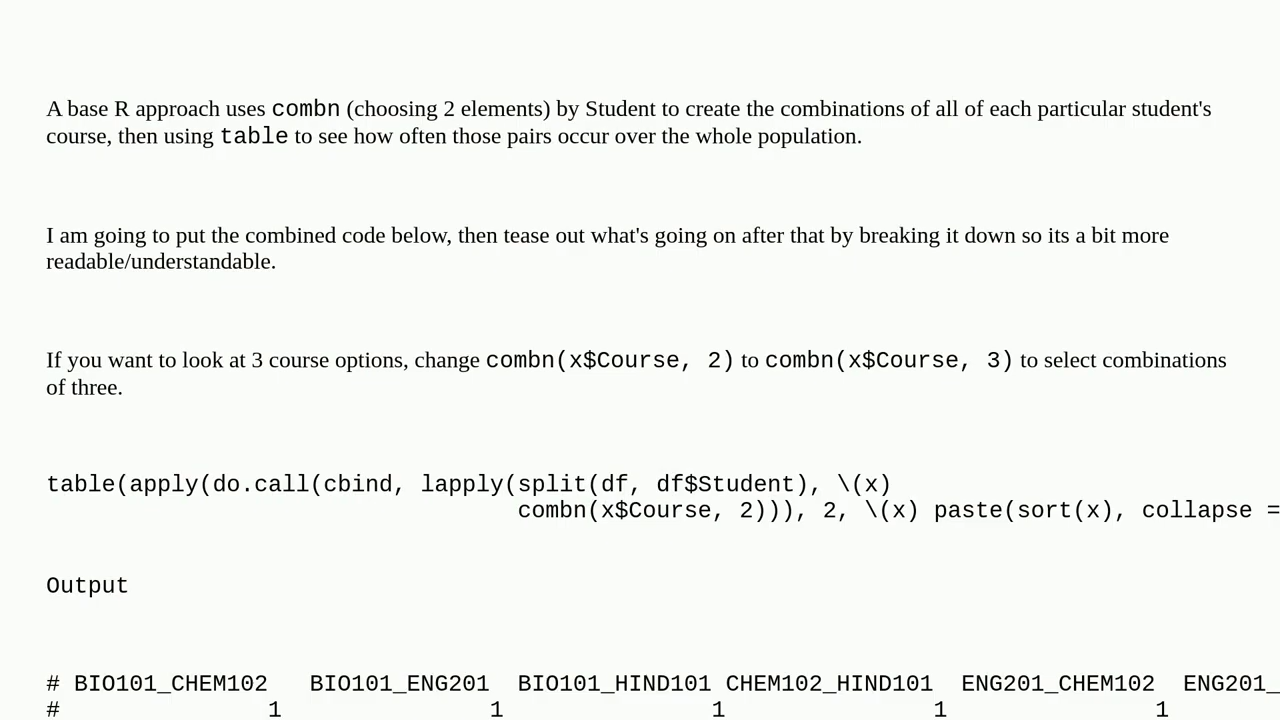 A base R approach uses combn (choosing 2 elements) by Student to create the combinations of all of each particular student's
course, then using table to see how often those pairs occur over the whole population.
I am going to put the combined code below, then tease out what's going on after that by breaking it down so its a bit more
readable/understandable.
If you want to look at 3 course options, change combn(x$Course, 2) to combn(x$Course, 3) to select combinations
of three.
table(apply(do.call(cbind, lapply(split(df, df$Student), \(x)
combn(x$Course, 2))), 2, \(x) paste(sort(x), collapse =
Output
# BIO101_CHEM102   BIO101_ENG201  BIO101_HIND101 CHEM102_HIND101  ENG201_CHEM102  ENG201_
#               1               1               1               1               1